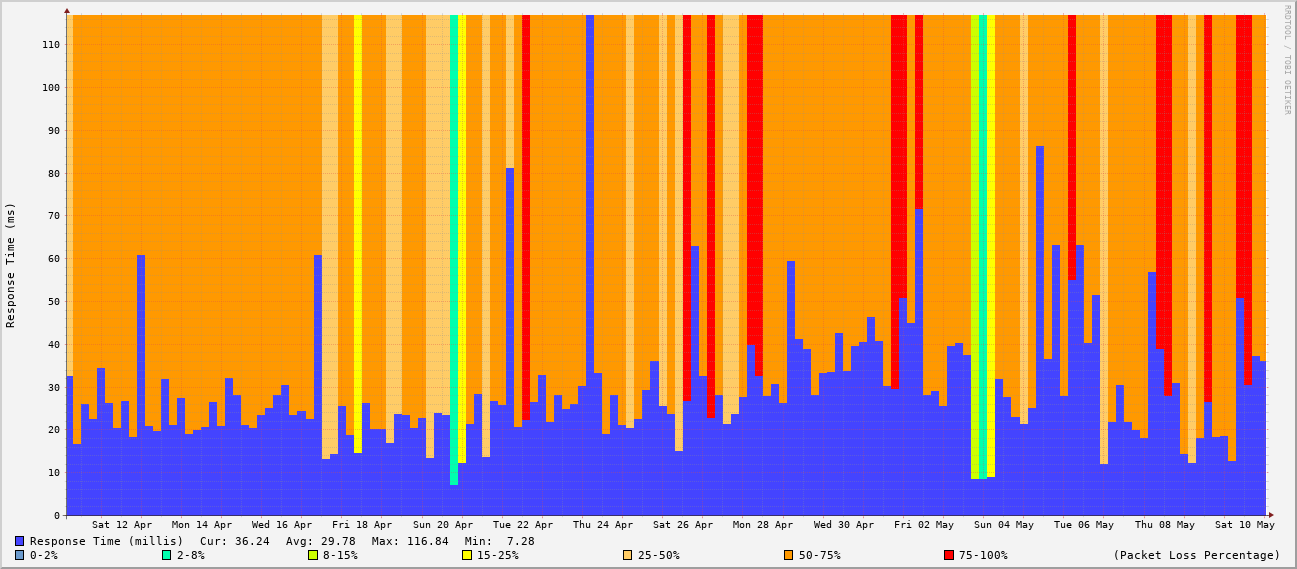 RRDTOOL / TOBI OETIKER
Response Time (ms)
110
100
90
80
70
60
50
40
30
20
10
0
Sat 12 Apr Mon 14 Apr Wed 16 Apr Fri 18 Apr Sun 20 Apr Tue 22 Apr Thu 24 Apr Sat 26 Apr Mon 28 Apr Wed 30 Apr Fri 02 May Sun 04 May Tue 06 May Thu 08 May Sat 10 May
Response Time (millis) Cur: 36.24 Avg: 29.78 Max: 116.84 Min: 7.28
0-2% 2-8% 8-15% 15-25% 25-50% 50-75% 75-100% (Packet Loss Percentage)